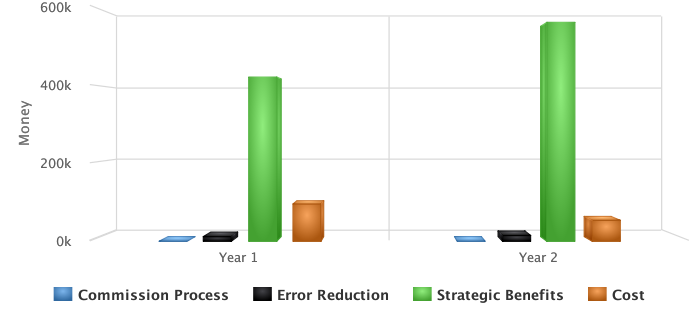 600k
400k
Money
200k
0k
Year 1 Year 2
Commission Process Error Reduction Strategic Benefits Cost